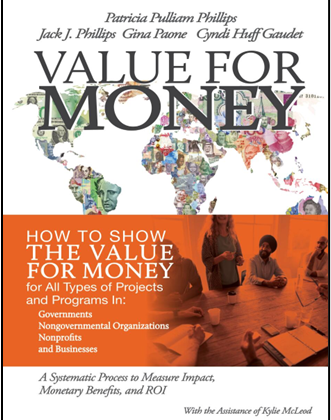 Patricia Pulliam Phillips
Jack J. Phillips Gina Paone Cyndi Huff Gaudet
VALUE FOR
MONEY
HOW TO SHOW
THE VALUE
FOR MONEY
for All Types of Projects
and Programs In:
Governments
Nongovernmental Organizations
Nonprofits
and Businesses
A Systematic Process to Measure Impact,
Monetary Benefits, and ROI
With the Assistance of Kylie McLeod